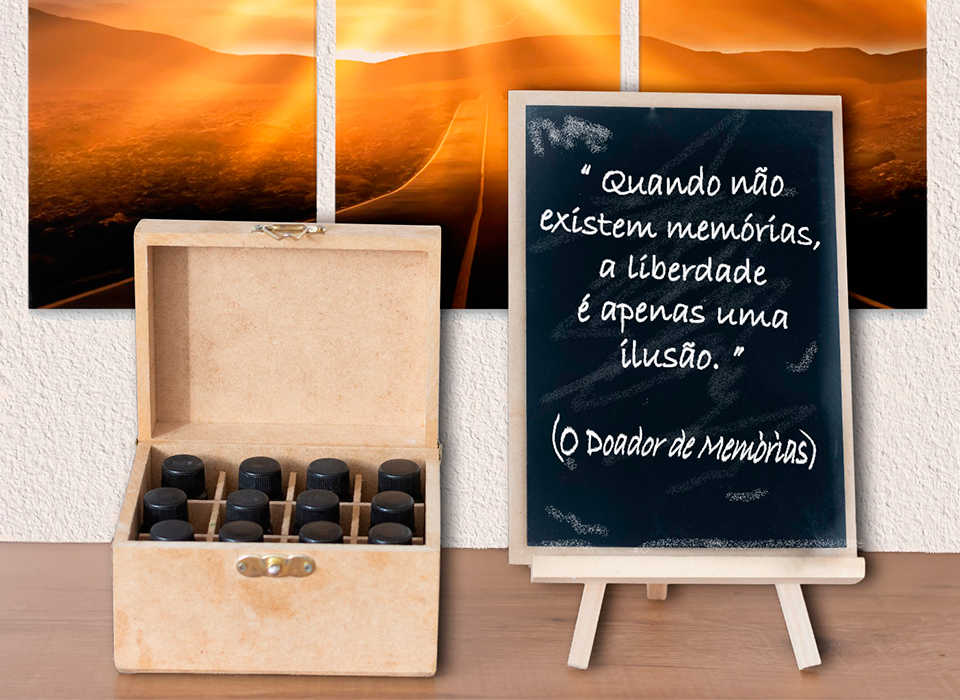 " Quando não
existem memórias,
a liberdade
é apenas uma
ilusão. "
(O Doador de Memórias)